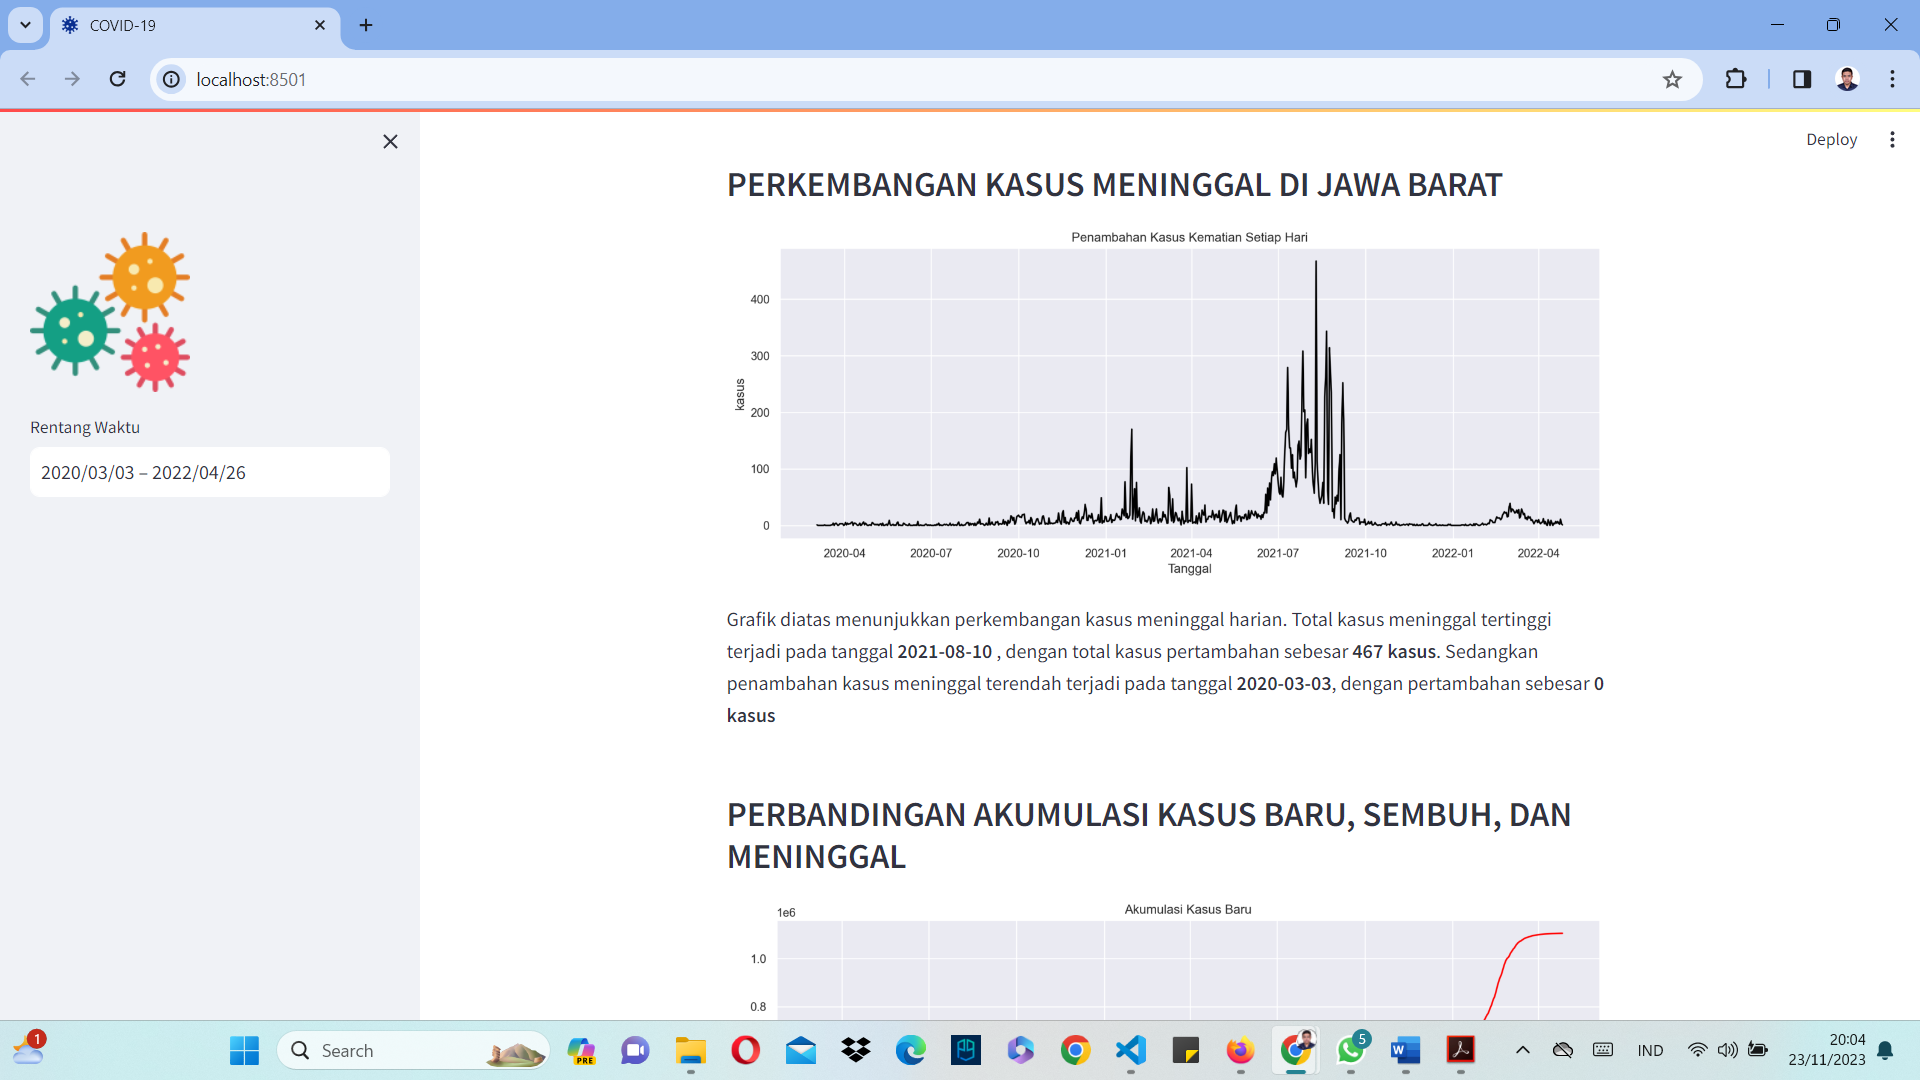 COVID-19
localhost:8501
Deploy
PERKEMBANGAN KASUS MENINGGAL DI JAWA BARAT
Penambahan Kasus Kematian Setiap Hari
400
300
200
100
0
kasus
2020-04 2020-07 2020-10 2021-01 2021-04 2021-07 2021-10 2022-01 2022-04
Tanggal
Rentang Waktu
2020/03/03 – 2022/04/26
Grafik diatas menunjukkan perkembangan kasus meninggal harian. Total kasus meninggal tertinggi
terjadi pada tanggal 2021-08-10 , dengan total kasus pertambahan sebesar 467 kasus. Sedangkan
penambahan kasus meninggal terendah terjadi pada tanggal 2020-03-03, dengan pertambahan sebesar 0
kasus
PERBANDINGAN AKUMULASI KASUS BARU, SEMBUH, DAN
MENINGGAL
1e6
Akumulasi Kasus Baru
1.0
0.8
1
Search
PRE
5
W
IND
20:04
23/11/2023